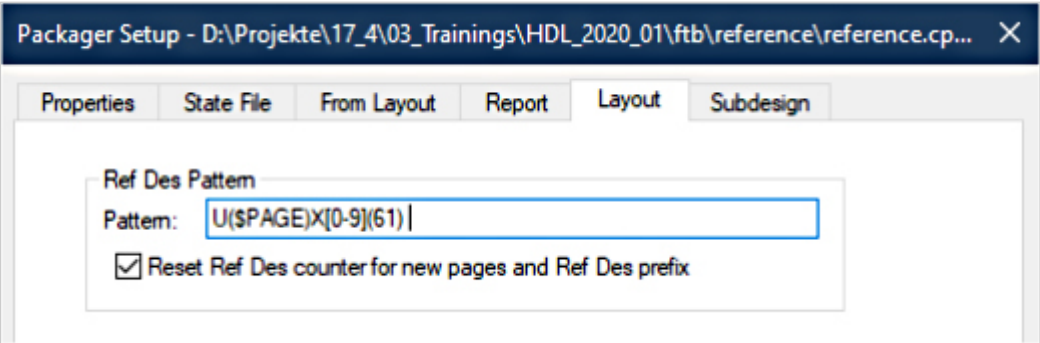 Packager Setup - D:\Projekte\17_4\03_Trainings\HDL_2020_01\ftb\reference\reference.cp...
Properties State File From Layout Report Layout Subdesign
Ref Des Pattern
Pattern: U($PAGE)X[0-9](61)
Reset Ref Des counter for new pages and Ref Des prefix